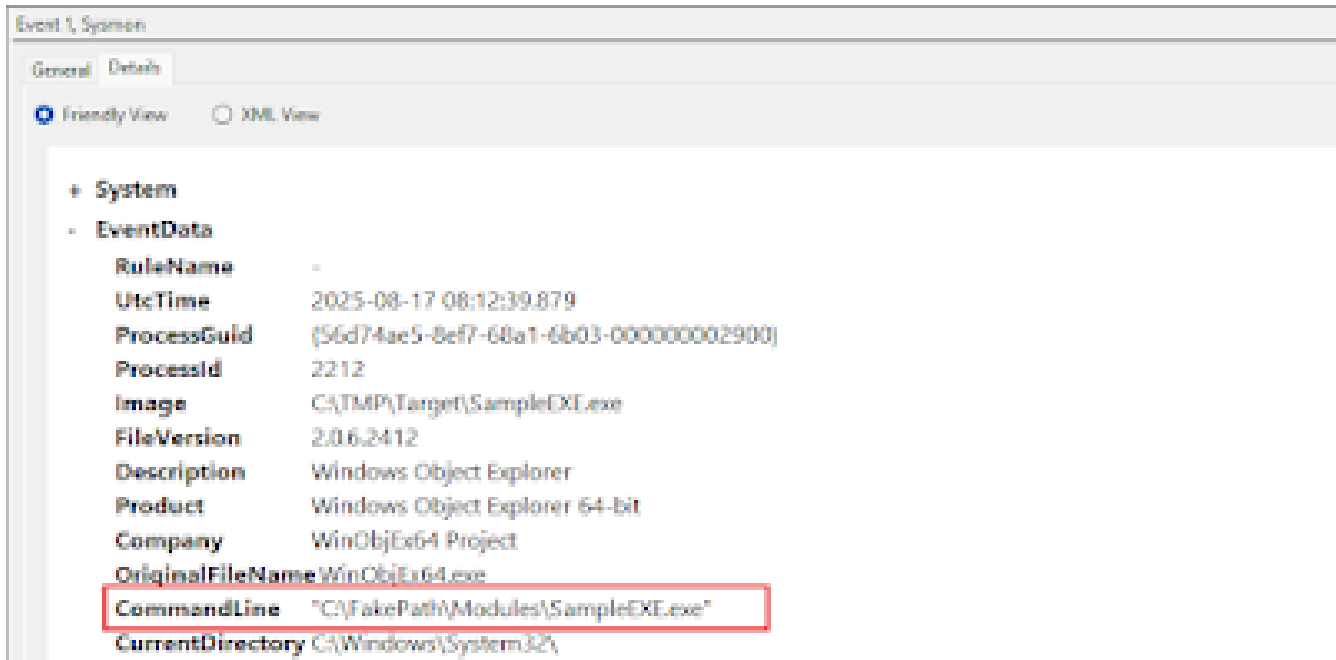 Event 1, Sysmon
General Details
Friendly View XML View
+ System
- EventData
RuleName -
UtcTime 2025-08-17 08:12:39.879
ProcessGuid {56d74ae5-8ef7-68a1-6b03-000000002900}
ProcessId 2212
Image C:\TMP\Target\SampleEXE.exe
FileVersion 2.0.6.2412
Description Windows Object Explorer
Product Windows Object Explorer 64-bit
Company WinObjEx64 Project
OriginalFileName WinObjEx64.exe
CommandLine "C:\FakePath\Modules\SampleEXE.exe"
CurrentDirectory C:\Windows\System32\